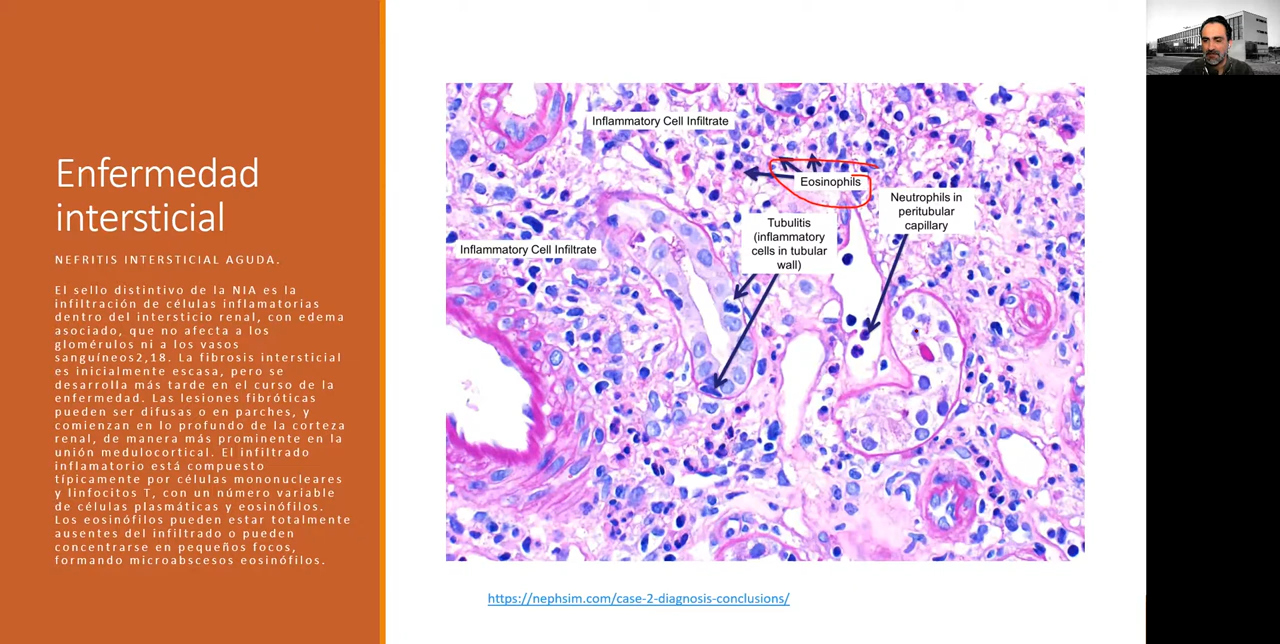 Enfermedad
intersticial
NEFRITIS INTERSTICIAL AGUDA.
El sello distintivo de la NIA es la
infiltración de células inflamatorias
dentro del intersticio renal, con edema
asociado, que no afecta a los
glomérulos ni a los vasos
sanguíneos2,18. La fibrosis intersticial
es inicialmente escasa, pero se
desarrolla más tarde en el curso de la
enfermedad. Las lesiones fibróticas
pueden ser difusas o en parches, y
comienzan en lo profundo de la corteza
renal, de manera más prominente en la
unión medulocortical. El infiltrado
inflamatorio está compuesto
típicamente por células mononucleares
y linfocitos T, con un número variable
de células plasmáticas y eosinófilos.
Los eosinófilos pueden estar totalmente
ausentes del infiltrado o pueden
concentrarse en pequeños focos,
formando microabscesos eosinófilos.
Inflammatory Cell Infiltrate
Eosinophils
Neutrophils in
peritubular
capillary
Tubulitis
(inflammatory
cells in tubular
wall)
Inflammatory Cell Infiltrate
https://nephsim.com/case-2-diagnosis-conclusions/